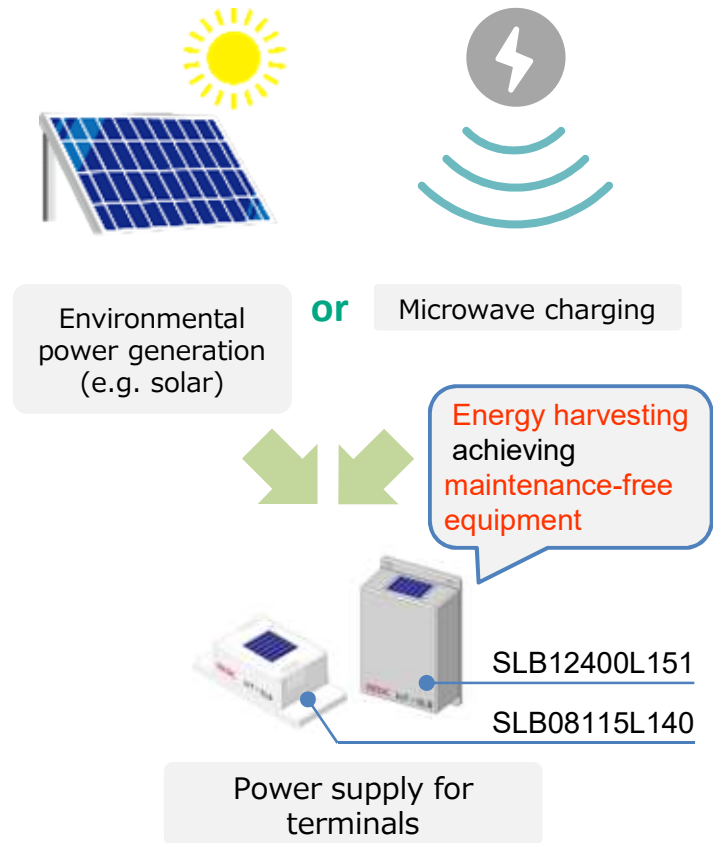 Environmental
power generation
(e.g. solar)
or
Microwave charging
Energy harvesting
achieving
maintenance-free
equipment
SLB12400L151
SLB08115L140
Power supply for
terminals